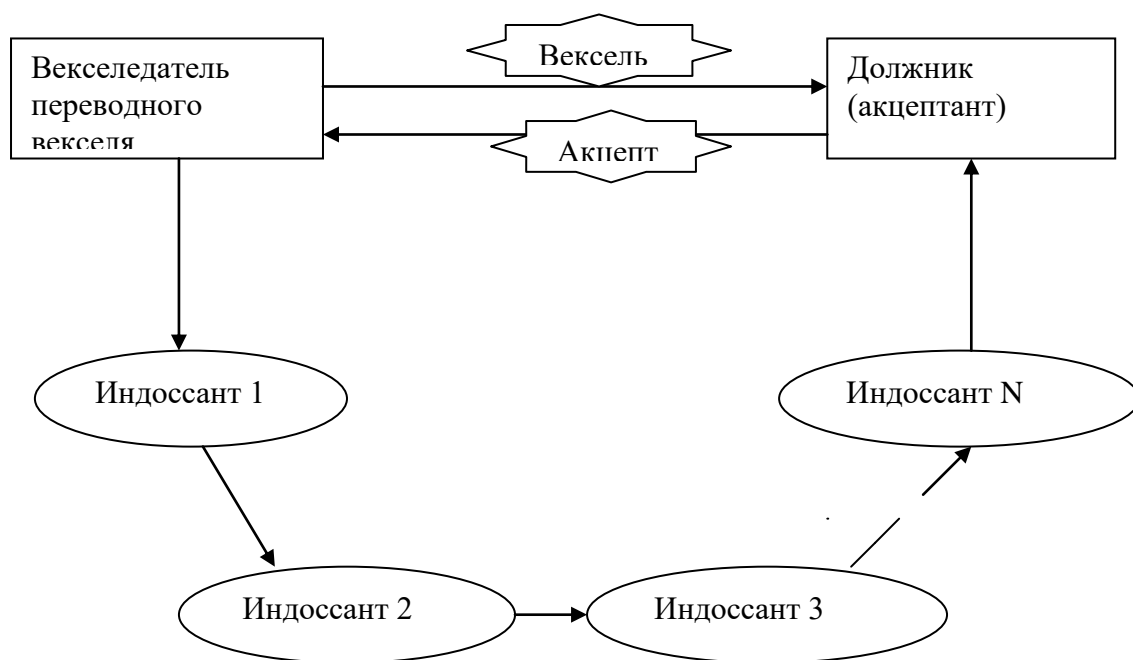 Векселедатель
переводного
векселя
Вексель
Должник
(акцептант)
Акцепт
Индоссант 1
Индоссант N
Индоссант 2
Индоссант 3